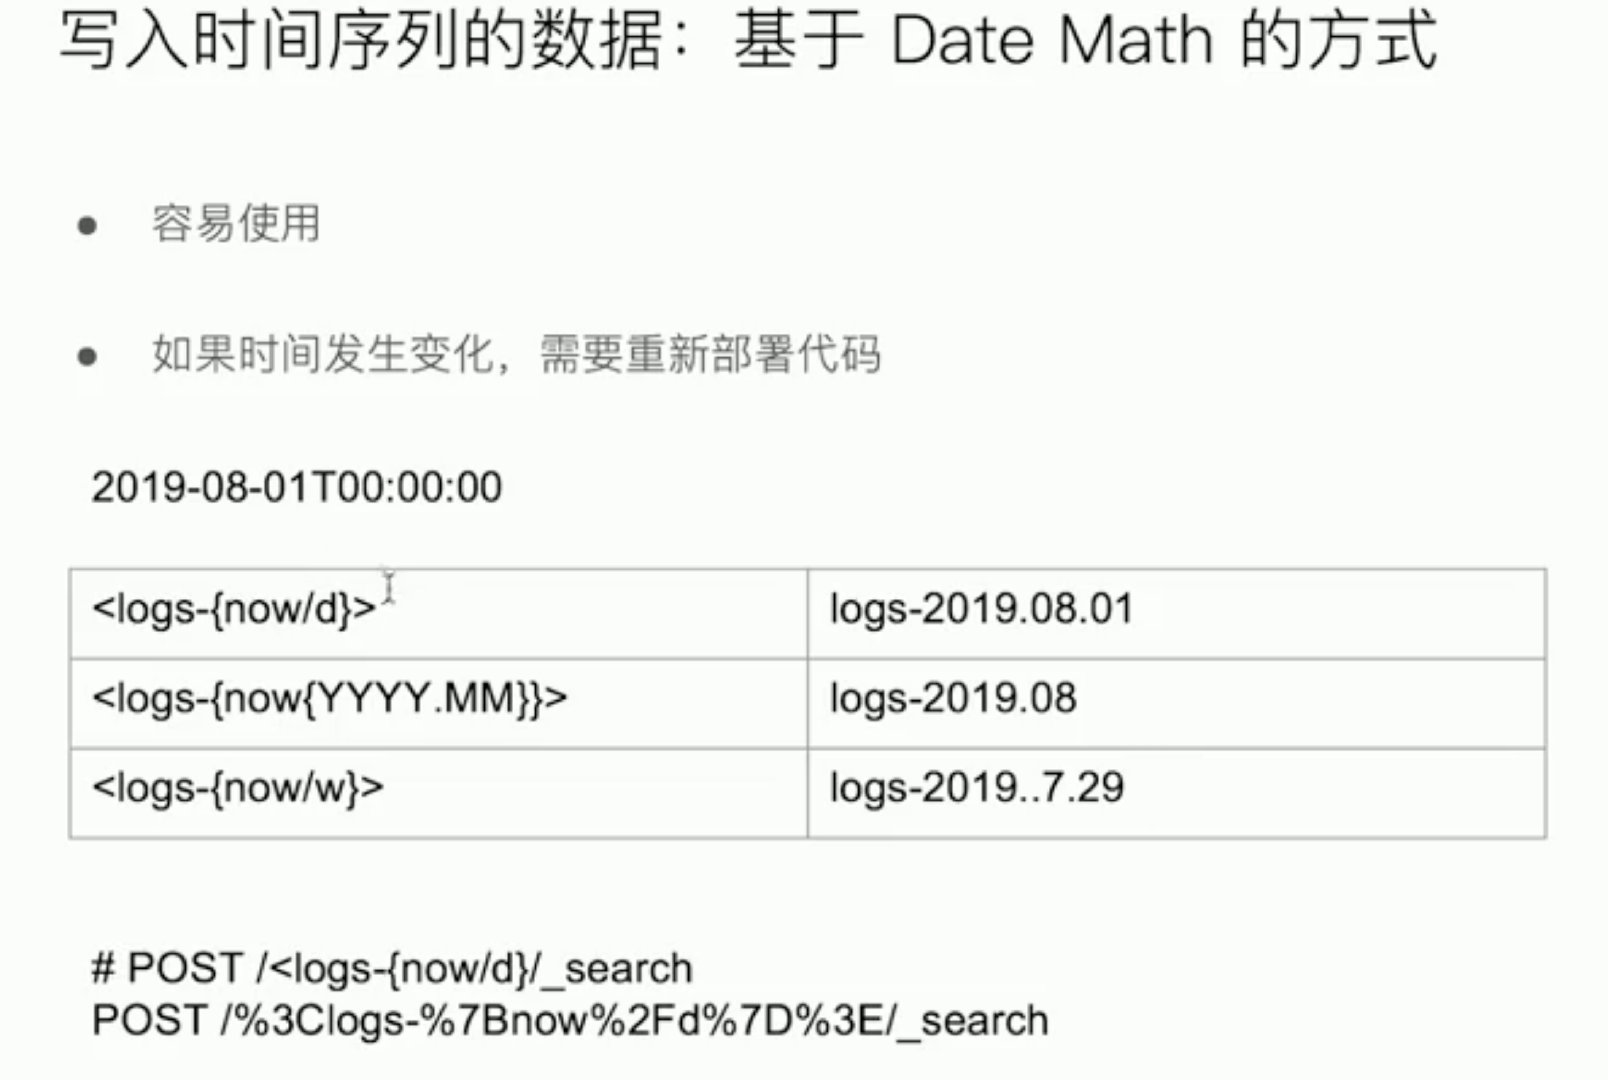 写入时间序列的数据：基于 Date Math 的方式
● 容易使用
● 如果时间发生变化，需要重新部署代码
2019-08-01T00:00:00
<logs-{now/d}> logs-2019.08.01
<logs-{now{YYYY.MM}}> logs-2019.08
<logs-{now/w}> logs-2019..7.29
# POST /<logs-{now/d}/_search
POST /%3Clogs-%7Bnow%2Fd%7D%3E/_search